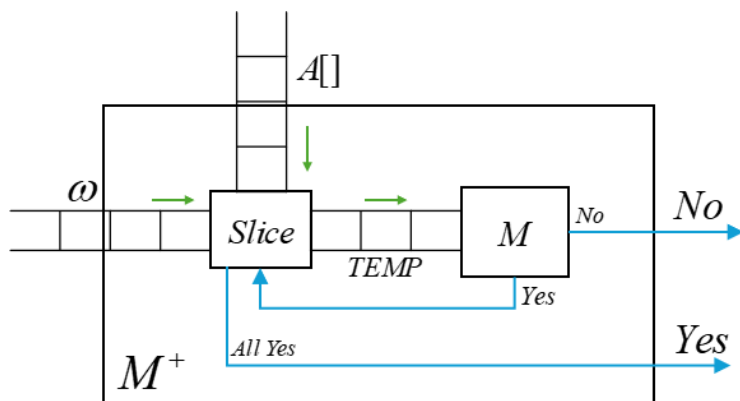 A[]
ω
Slice
TEMP
M
No
No
Yes
All Yes
Yes
M⁺